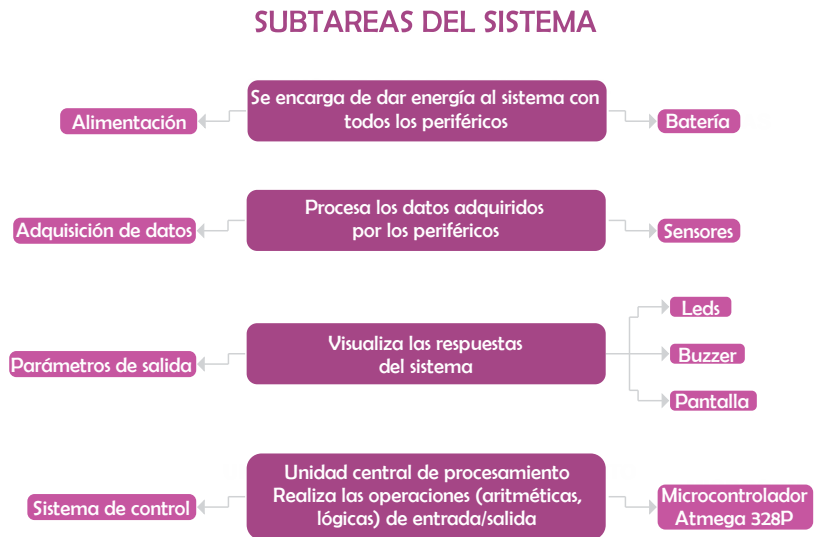 SUBTAREAS DEL SISTEMA
Alimentación
Se encarga de dar energía al sistema con
todos los periféricos
Batería
Adquisición de datos
Procesa los datos adquiridos
por los periféricos
Sensores
Parámetros de salida
Visualiza las respuestas
del sistema
Leds
Buzzer
Pantalla
Sistema de control
Unidad central de procesamiento
Realiza las operaciones (aritméticas,
lógicas) de entrada/salida
Microcontrolador
Atmega 328P